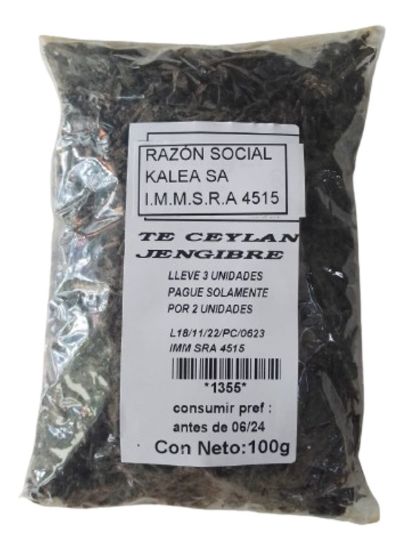 RAZÓN SOCIAL
KALEA SA
I.M.M.S.R.A 4515
TE CEYLAN
JENGIBRE
LLEVE 3 UNIDADES
PAGUE SOLAMENTE
POR 2 UNIDADES
L18/11/22/PC/0623
IMM SRA 4515
*1355*
consumir pref :
antes de 06/24
Con Neto:100g